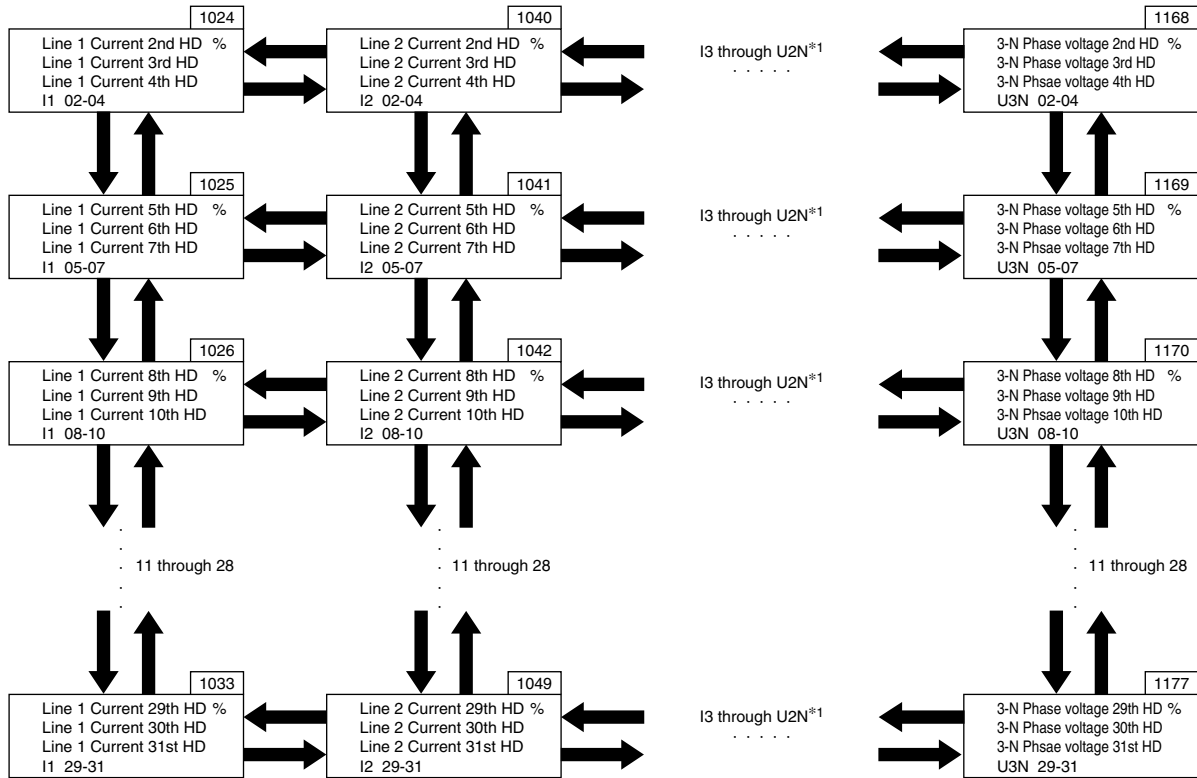 1024
Line 1 Current 2nd HD %
Line 1 Current 3rd HD
Line 1 Current 4th HD
I1 02-04
1040
Line 2 Current 2nd HD %
Line 2 Current 3rd HD
Line 2 Current 4th HD
I2 02-04
I3 through U2N*1
. . . . .
1168
3-N Phase voltage 2nd HD %
3-N Phsae voltage 3rd HD
3-N Phsae voltage 4th HD
U3N 02-04
1025
Line 1 Current 5th HD %
Line 1 Current 6th HD
Line 1 Current 7th HD
I1 05-07
1041
Line 2 Current 5th HD %
Line 2 Current 6th HD
Line 2 Current 7th HD
I2 05-07
I3 through U2N*1
. . . . .
1169
3-N Phase voltage 5th HD %
3-N Phsae voltage 6th HD
3-N Phsae voltage 7th HD
U3N 05-07
1026
Line 1 Current 8th HD %
Line 1 Current 9th HD
Line 1 Current 10th HD
I1 08-10
1042
Line 2 Current 8th HD %
Line 2 Current 9th HD
Line 2 Current 10th HD
I2 08-10
I3 through U2N*1
. . . . .
1170
3-N Phase voltage 8th HD %
3-N Phsae voltage 9th HD
3-N Phsae voltage 10th HD
U3N 08-10
11 through 28
11 through 28
11 through 28
1033
Line 1 Current 29th HD %
Line 1 Current 30th HD
Line 1 Current 31st HD
I1 29-31
1049
Line 2 Current 29th HD %
Line 2 Current 30th HD
Line 2 Current 31st HD
I2 29-31
I3 through U2N*1
. . . . .
1177
3-N Phase voltage 29th HD %
3-N Phsae voltage 30th HD
3-N Phsae voltage 31st HD
U3N 29-31